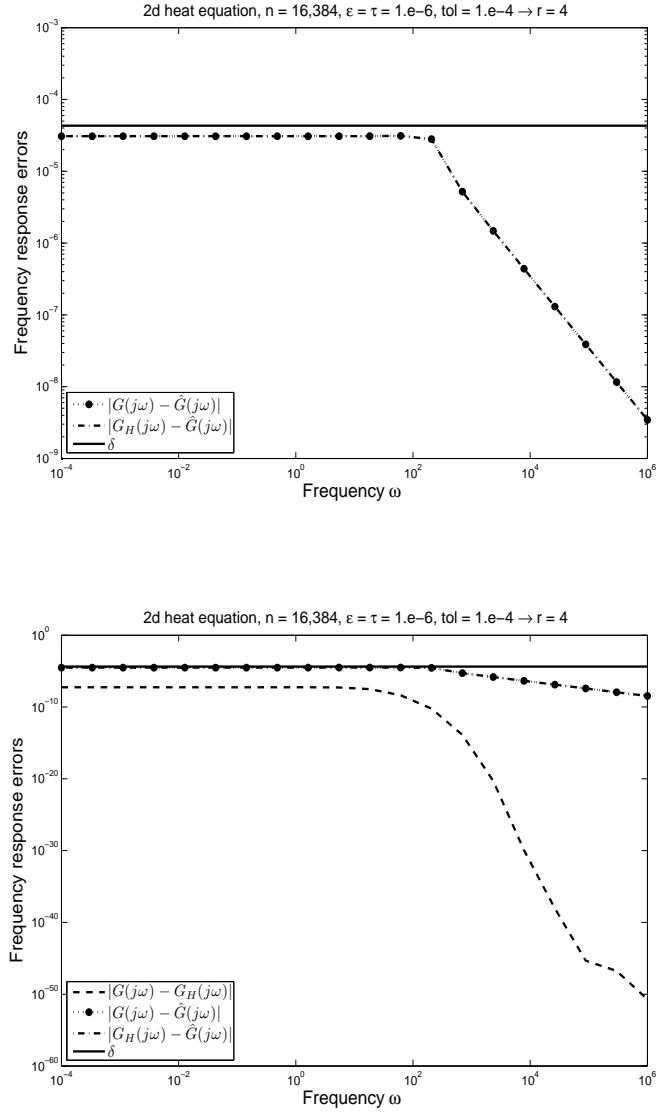 2d heat equation, n = 16,384, ε = τ = 1.e−6, tol = 1.e−4 → r = 4
10^−3
10^−4
10^−5
10^−6
10^−7
10^−8
10^−9
Frequency response errors
|G(jω) − Ĝ(jω)|
|G_H(jω) − Ĝ(jω)|
δ
10^−4
10^−2
10^0
10^2
10^4
10^6
Frequency ω
2d heat equation, n = 16,384, ε = τ = 1.e−6, tol = 1.e−4 → r = 4
10^0
10^−10
10^−20
10^−30
10^−40
10^−50
10^−60
Frequency response errors
|G(jω) − G_H(jω)|
|G(jω) − Ĝ(jω)|
|G_H(jω) − Ĝ(jω)|
δ
10^−4
10^−2
10^0
10^2
10^4
10^6
Frequency ω